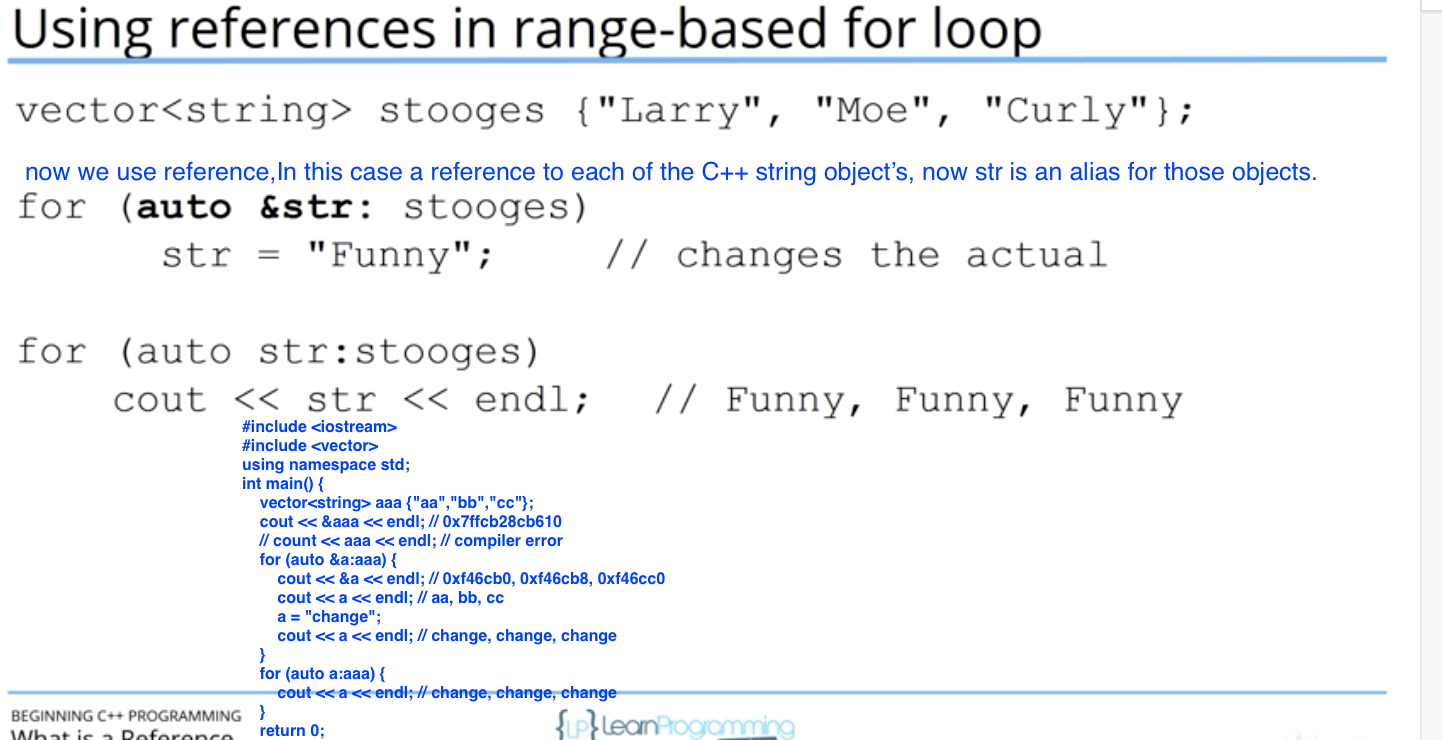 Using references in range-based for loop
vector<string> stooges {"Larry", "Moe", "Curly"};
now we use reference,In this case a reference to each of the C++ string object's, now str is an alias for those objects.
for (auto &str: stooges)
str = "Funny"; // changes the actual
for (auto str:stooges)
cout << str << endl; // Funny, Funny, Funny
#include <iostream>
#include <vector>
using namespace std;
int main() {
vector<string> aaa {"aa","bb","cc"};
cout << &aaa << endl; // 0x7ffcb28cb610
// count << aaa << endl; // compiler error
for (auto &a:aaa) {
cout << &a << endl; // 0xf46cb0, 0xf46cb8, 0xf46cc0
cout << a << endl; // aa, bb, cc
a = "change";
cout << a << endl; // change, change, change
}
for (auto a:aaa) {
cout << a << endl; // change, change, change
}
return 0;
BEGINNING C++ PROGRAMMING
What is a Reference
{LP}LearnProgramming